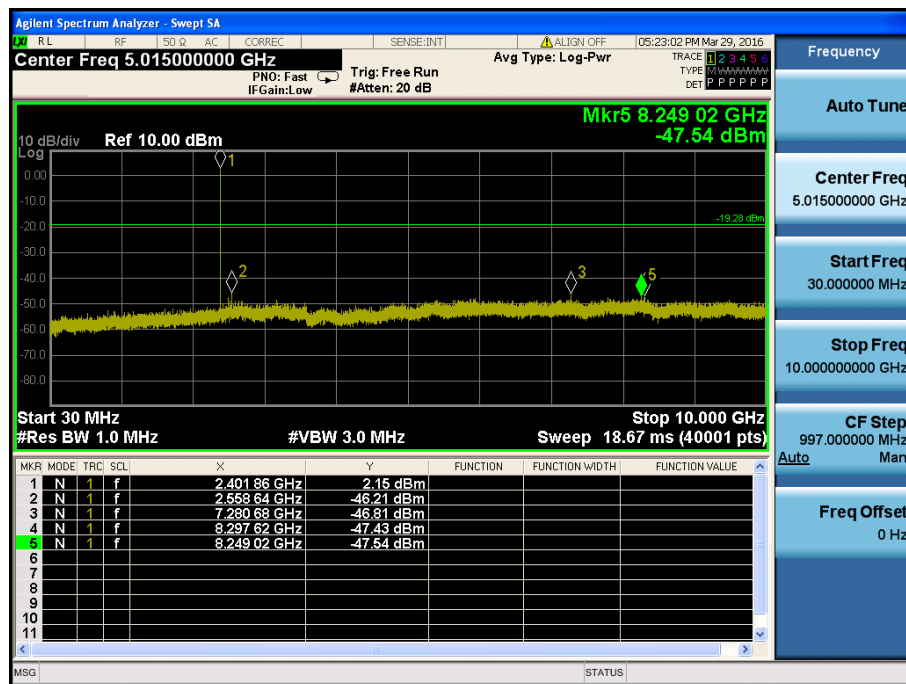 Agilent Spectrum Analyzer - Swept SA
LXI RL RF 50 Ω AC CORREC SENSE:INT ALIGN OFF 05:23:02 PM Mar 29, 2016
Center Freq 5.015000000 GHz
PNO: Fast
IFGain:Low
Trig: Free Run
#Atten: 20 dB
Avg Type: Log-Pwr
TRACE 1 2 3 4 5 6
TYPE M WWWWW
DET P P P P P P
Mkr5 8.249 02 GHz
-47.54 dBm
10 dB/div Ref 10.00 dBm
Log
0.00
-10.0
-20.0
-30.0
-40.0
-50.0
-60.0
-70.0
-80.0
1
2
3
5
-19.28 dBm
Start 30 MHz Stop 10.000 GHz
#Res BW 1.0 MHz #VBW 3.0 MHz Sweep 18.67 ms (40001 pts)
MKR MODE TRC SCL X Y FUNCTION FUNCTION WIDTH FUNCTION VALUE
1 N 1 f 2.401 86 GHz 2.15 dBm
2 N 1 f 2.558 64 GHz -46.21 dBm
3 N 1 f 7.280 68 GHz -46.81 dBm
4 N 1 f 8.297 62 GHz -47.43 dBm
5 N 1 f 8.249 02 GHz -47.54 dBm
6
7
8
9
10
11
MSG STATUS
Frequency
Auto Tune
Center Freq
5.015000000 GHz
Start Freq
30.000000 MHz
Stop Freq
10.000000000 GHz
CF Step
997.000000 MHz
Auto Man
Freq Offset
0 Hz